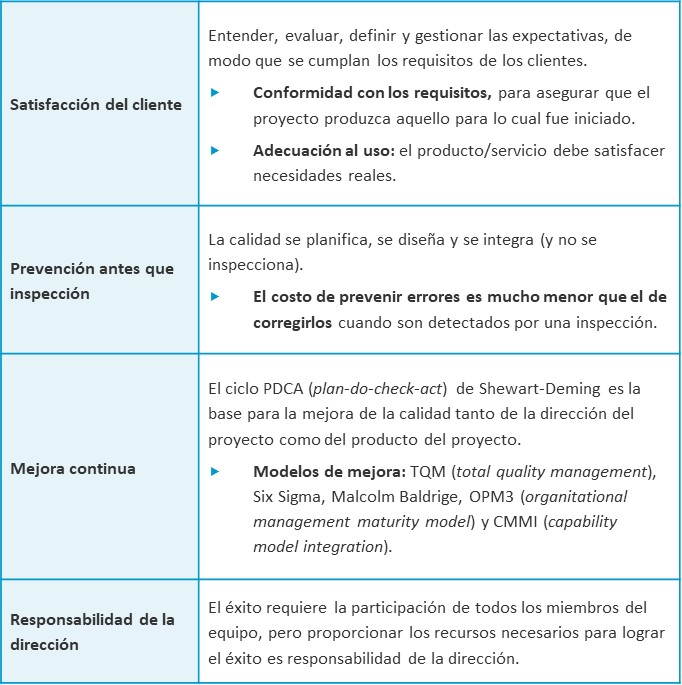 Satisfacción del cliente
Entender, evaluar, definir y gestionar las expectativas, de
modo que se cumplan los requisitos de los clientes.
▶ Conformidad con los requisitos, para asegurar que el
proyecto produzca aquello para lo cual fue iniciado.
▶ Adecuación al uso: el producto/servicio debe satisfacer
necesidades reales.
Prevención antes que
inspección
La calidad se planifica, se diseña y se integra (y no se
inspecciona).
▶ El costo de prevenir errores es mucho menor que el de
corregirlos cuando son detectados por una inspección.
Mejora continua
El ciclo PDCA (plan-do-check-act) de Shewart-Deming es la
base para la mejora de la calidad tanto de la dirección del
proyecto como del producto del proyecto.
▶ Modelos de mejora: TQM (total quality management),
Six Sigma, Malcolm Baldrige, OPM3 (organitational
management maturity model) y CMMI (capability
model integration).
Responsabilidad de la
dirección
El éxito requiere la participación de todos los miembros del
equipo, pero proporcionar los recursos necesarios para lograr
el éxito es responsabilidad de la dirección.